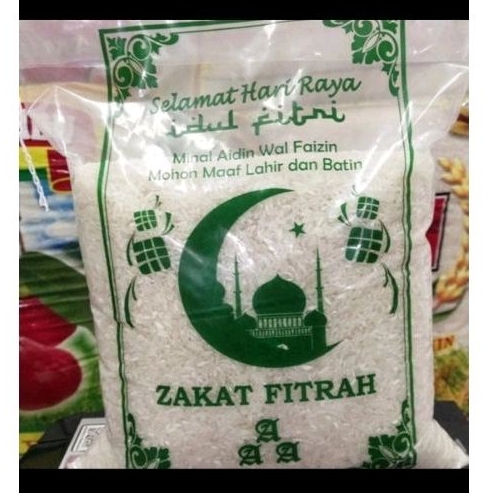 Selamat Hari Raya
idul fitri
Minal Aidin Wal Faizin
Mohon Maaf Lahir dan Batin
ZAKAT FITRAH
A
A A A